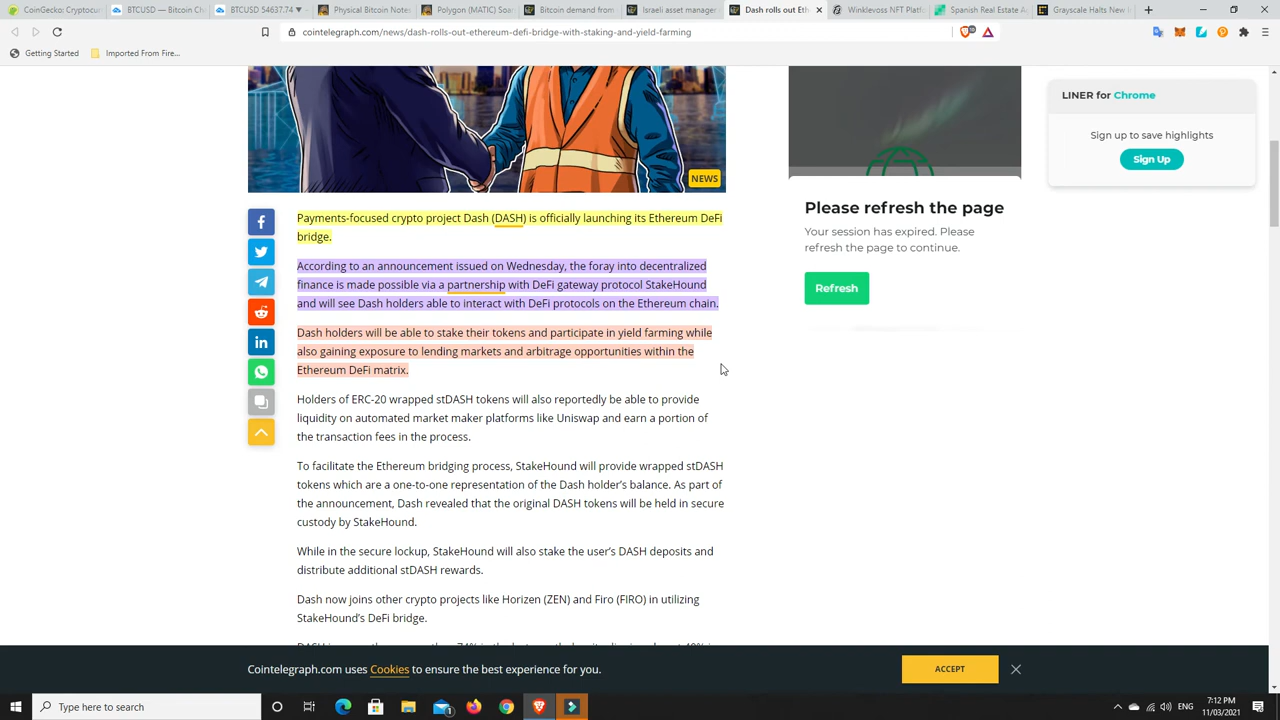 CoinGecko: Cryptocu
BTCUSD — Bitcoin Ch
BTCUSD 54637.74 ▼
Physical Bitcoin Notes
Polygon (MATIC) Soa
Bitcoin demand from
Israeli asset manager
Dash rolls out Eth
Winklevoss NFT Platf
Spanish Real Estate A
Grayscale Halts New I
cointelegraph.com/news/dash-rolls-out-ethereum-defi-bridge-with-staking-and-yield-farming
Getting Started
Imported From Fire...
NEWS
Payments-focused crypto project Dash (DASH) is officially launching its Ethereum DeFi
bridge.
According to an announcement issued on Wednesday, the foray into decentralized
finance is made possible via a partnership with DeFi gateway protocol StakeHound
and will see Dash holders able to interact with DeFi protocols on the Ethereum chain.
Dash holders will be able to stake their tokens and participate in yield farming while
also gaining exposure to lending markets and arbitrage opportunities within the
Ethereum DeFi matrix.
Holders of ERC-20 wrapped stDASH tokens will also reportedly be able to provide
liquidity on automated market maker platforms like Uniswap and earn a portion of
the transaction fees in the process.
To facilitate the Ethereum bridging process, StakeHound will provide wrapped stDASH
tokens which are a one-to-one representation of the Dash holder's balance. As part of
the announcement, Dash revealed that the original DASH tokens will be held in secure
custody by StakeHound.
While in the secure lockup, StakeHound will also stake the user's DASH deposits and
distribute additional stDASH rewards.
Dash now joins other crypto projects like Horizen (ZEN) and Firo (FIRO) in utilizing
StakeHound's DeFi bridge.
Please refresh the page
Your session has expired. Please
refresh the page to continue.
Refresh
LINER for Chrome
Sign up to save highlights
Sign Up
Cointelegraph.com uses Cookies to ensure the best experience for you.
ACCEPT
Type here to search
ENG
7:12 PM
11/03/2021